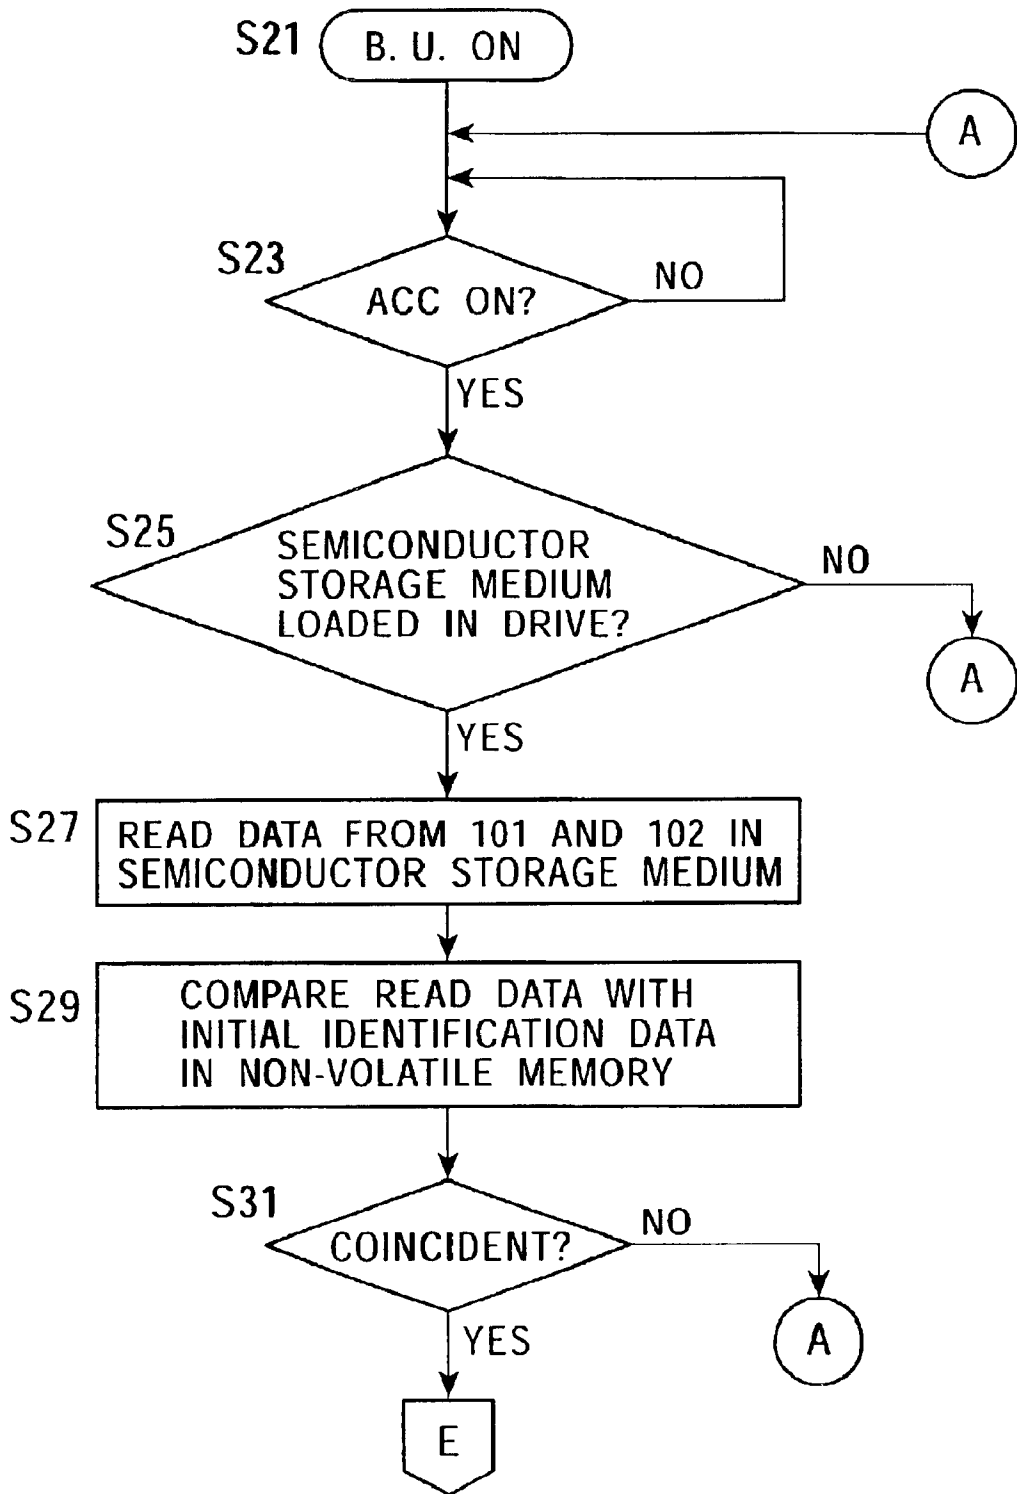 S21
B. U. ON
A
S23
ACC ON?
NO
YES
S25
SEMICONDUCTOR
STORAGE MEDIUM
LOADED IN DRIVE?
NO
A
YES
S27
READ DATA FROM 101 AND 102 IN
SEMICONDUCTOR STORAGE MEDIUM
S29
COMPARE READ DATA WITH
INITIAL IDENTIFICATION DATA
IN NON-VOLATILE MEMORY
S31
COINCIDENT?
NO
A
YES
E